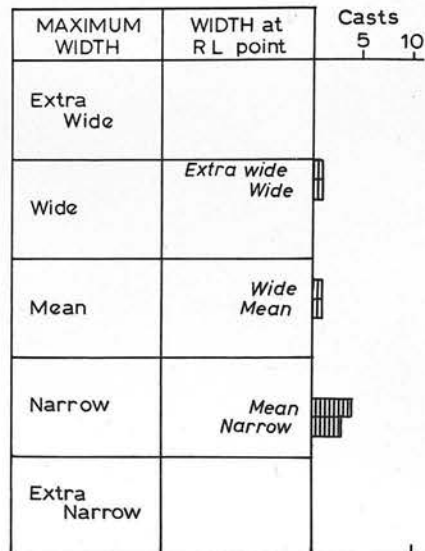 MAXIMUM WIDTH at Casts
WIDTH R L point 5 10
Extra
Wide
Extra wide
Wide
Wide
Wide
Mean
Mean
Mean
Narrow
Narrow
Extra
Narrow